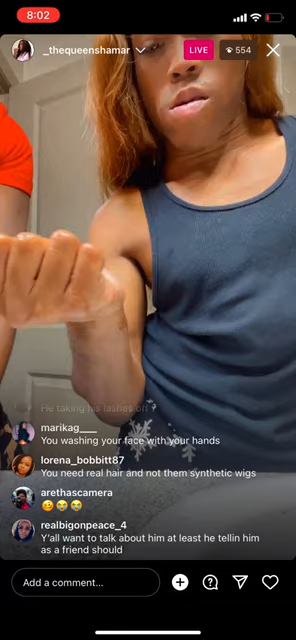 8:02
_thequeenshamar
LIVE
554
He taking his lashes off ?
marikag___
You washing your face with your hands
lorena_bobbitt87
You need real hair and not them synthetic wigs
arethascamera
🥴😭😭
realbigonpeace_4
Y'all want to talk about him at least he tellin him
as a friend should
Add a comment...